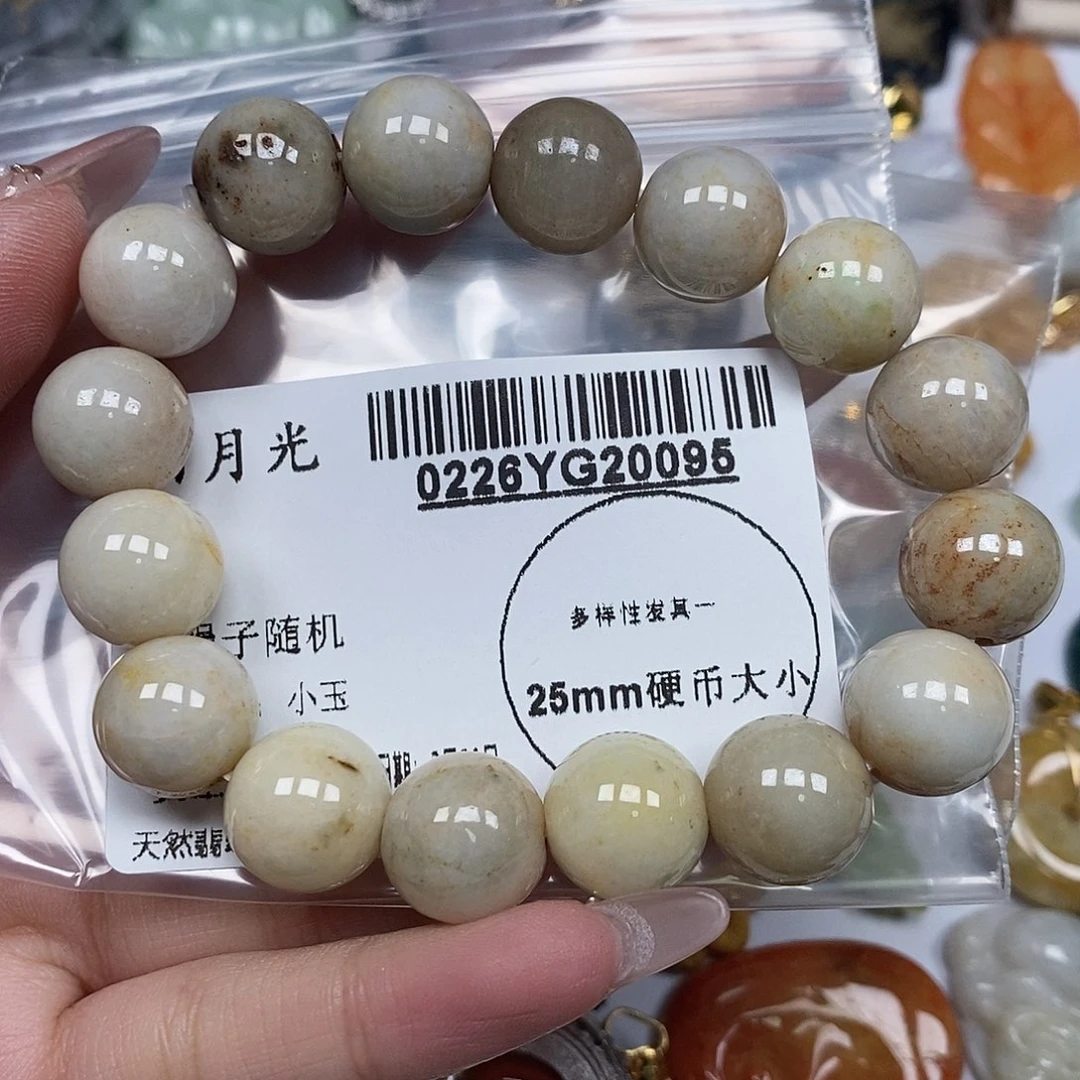 月光
0226YG20095
多样性发其一
25mm硬币大小
子随机
小玉
天然翡